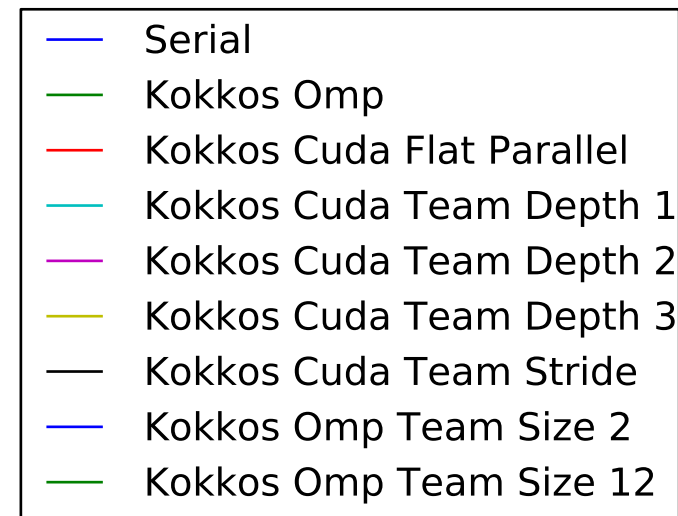 Serial
Kokkos Omp
Kokkos Cuda Flat Parallel
Kokkos Cuda Team Depth 1
Kokkos Cuda Team Depth 2
Kokkos Cuda Team Depth 3
Kokkos Cuda Team Stride
Kokkos Omp Team Size 2
Kokkos Omp Team Size 12